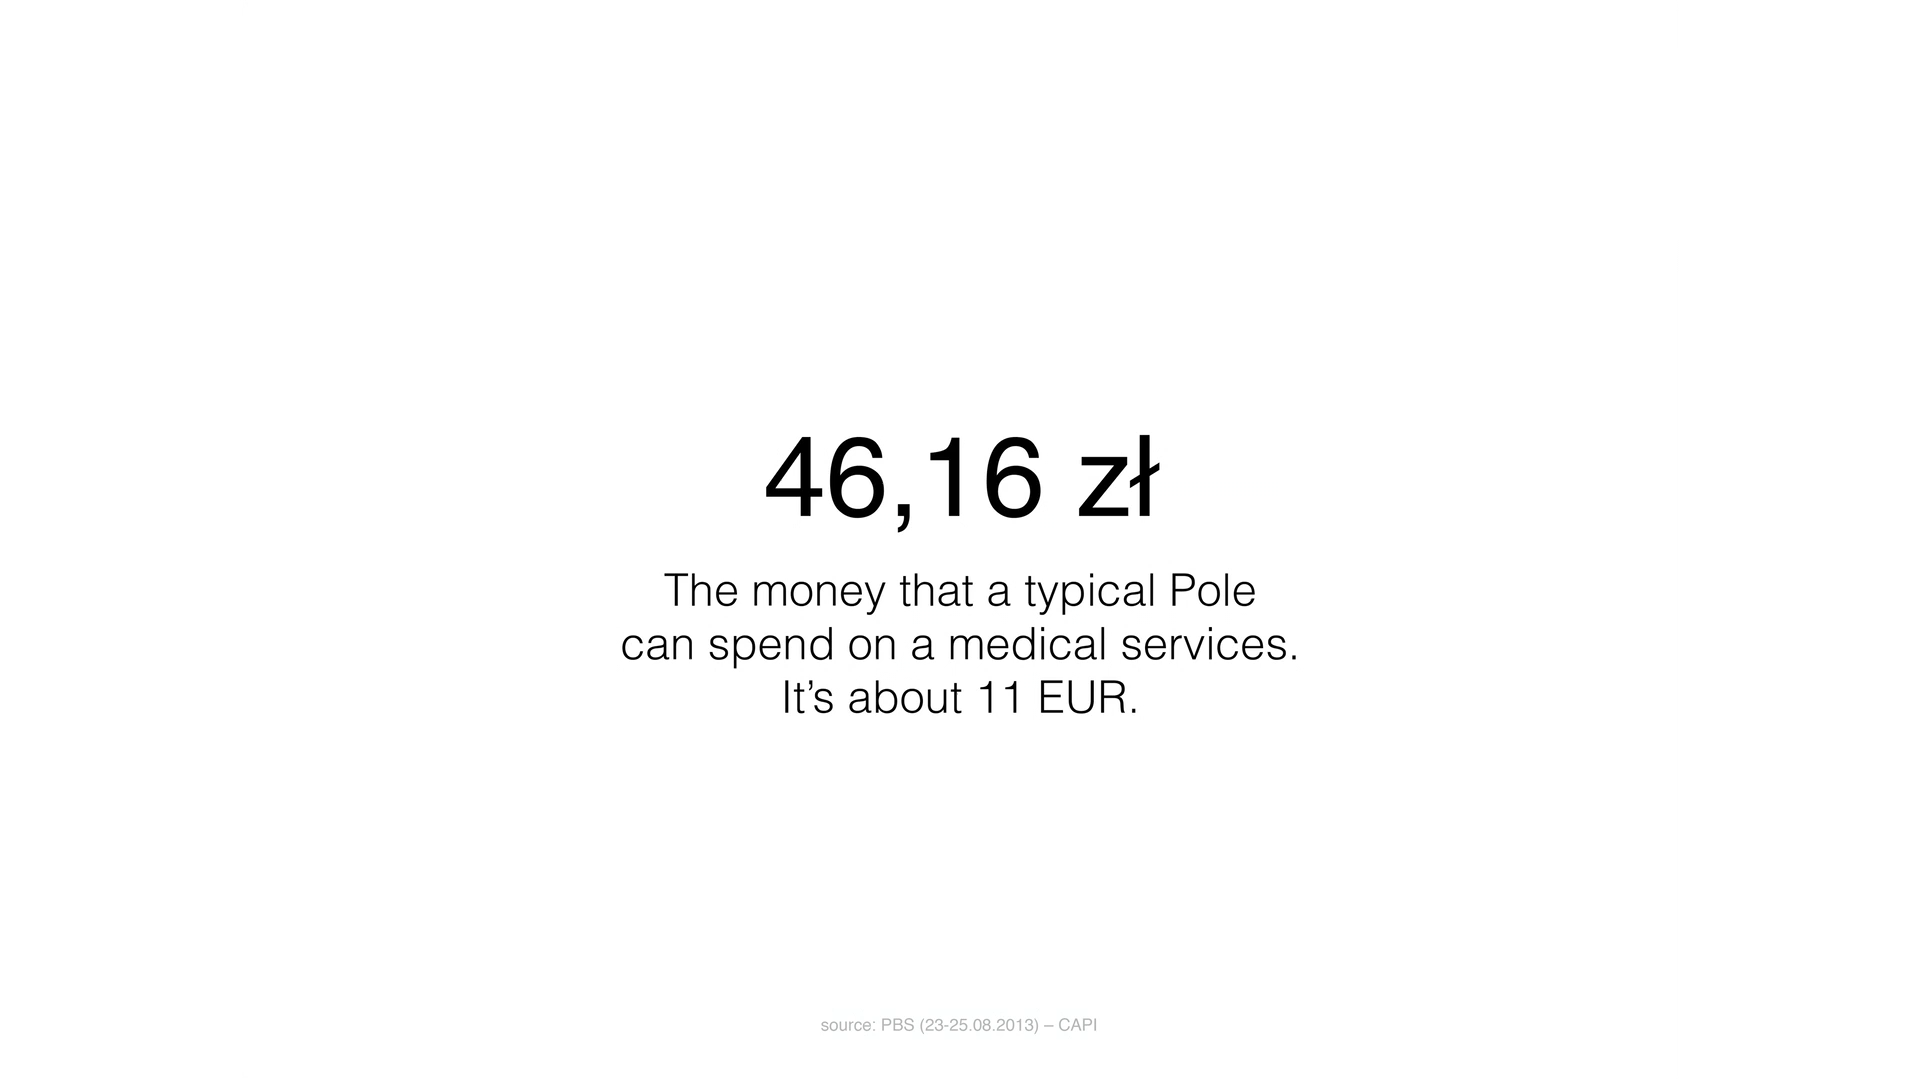 46,16 zł
The money that a typical Pole
can spend on a medical services.
It’s about 11 EUR.
source: PBS (23-25.08.2013) – CAPI